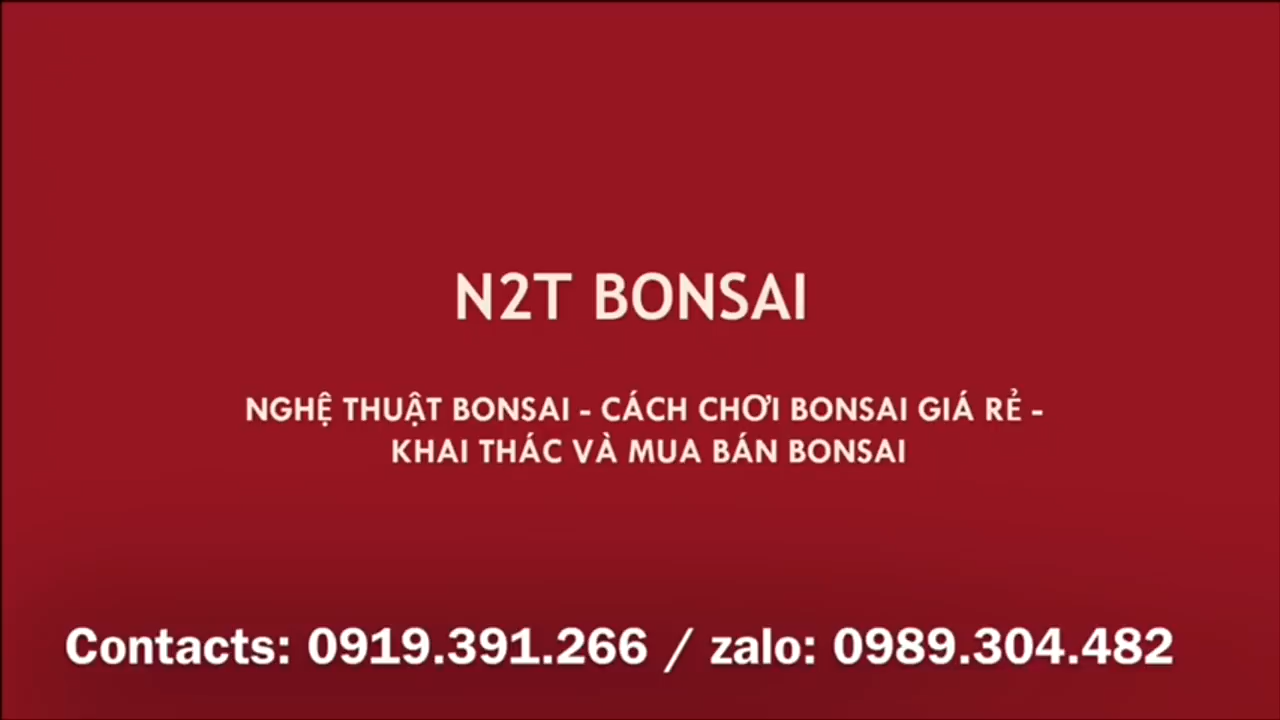 N2T BONSAI
NGHỆ THUẬT BONSAI - CÁCH CHƠI BONSAI GIÁ RẺ -
KHAI THÁC VÀ MUA BÁN BONSAI
Contacts: 0919.391.266 / zalo: 0989.304.482